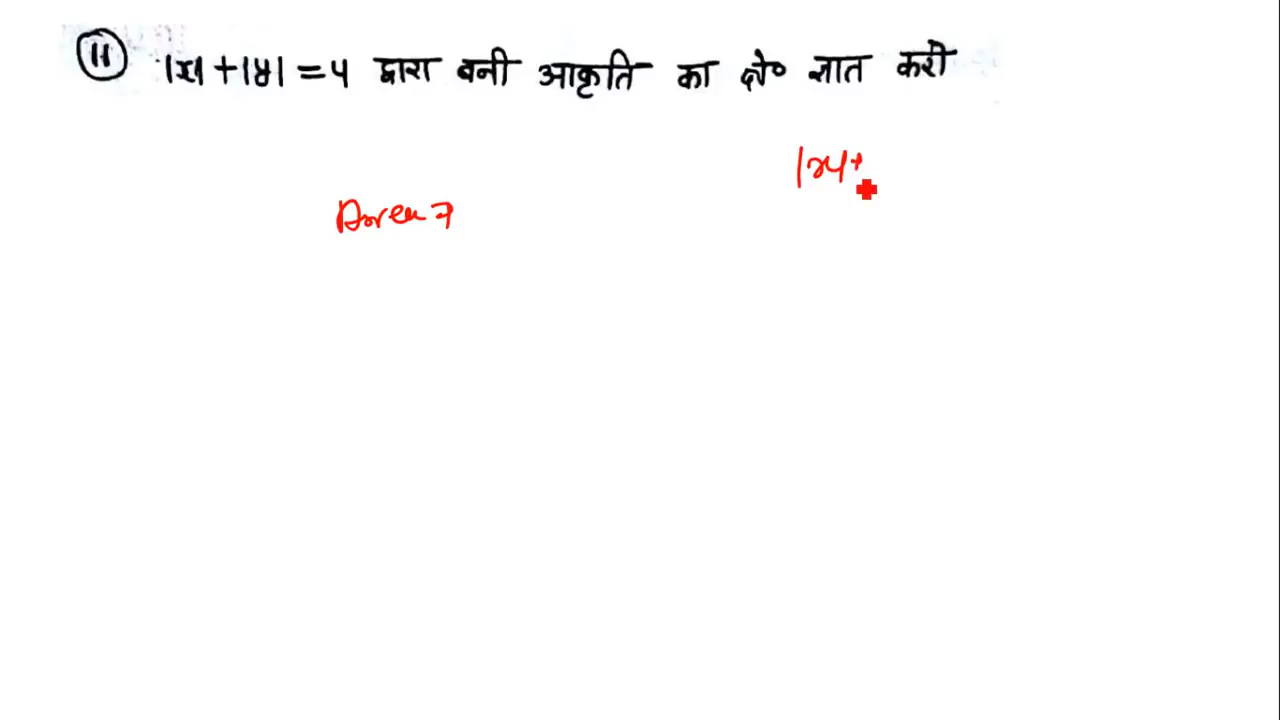 11 |x|+|y| = 4 द्वारा बनी आकृति का क्षे० ज्ञात करो
|x|+
Area =